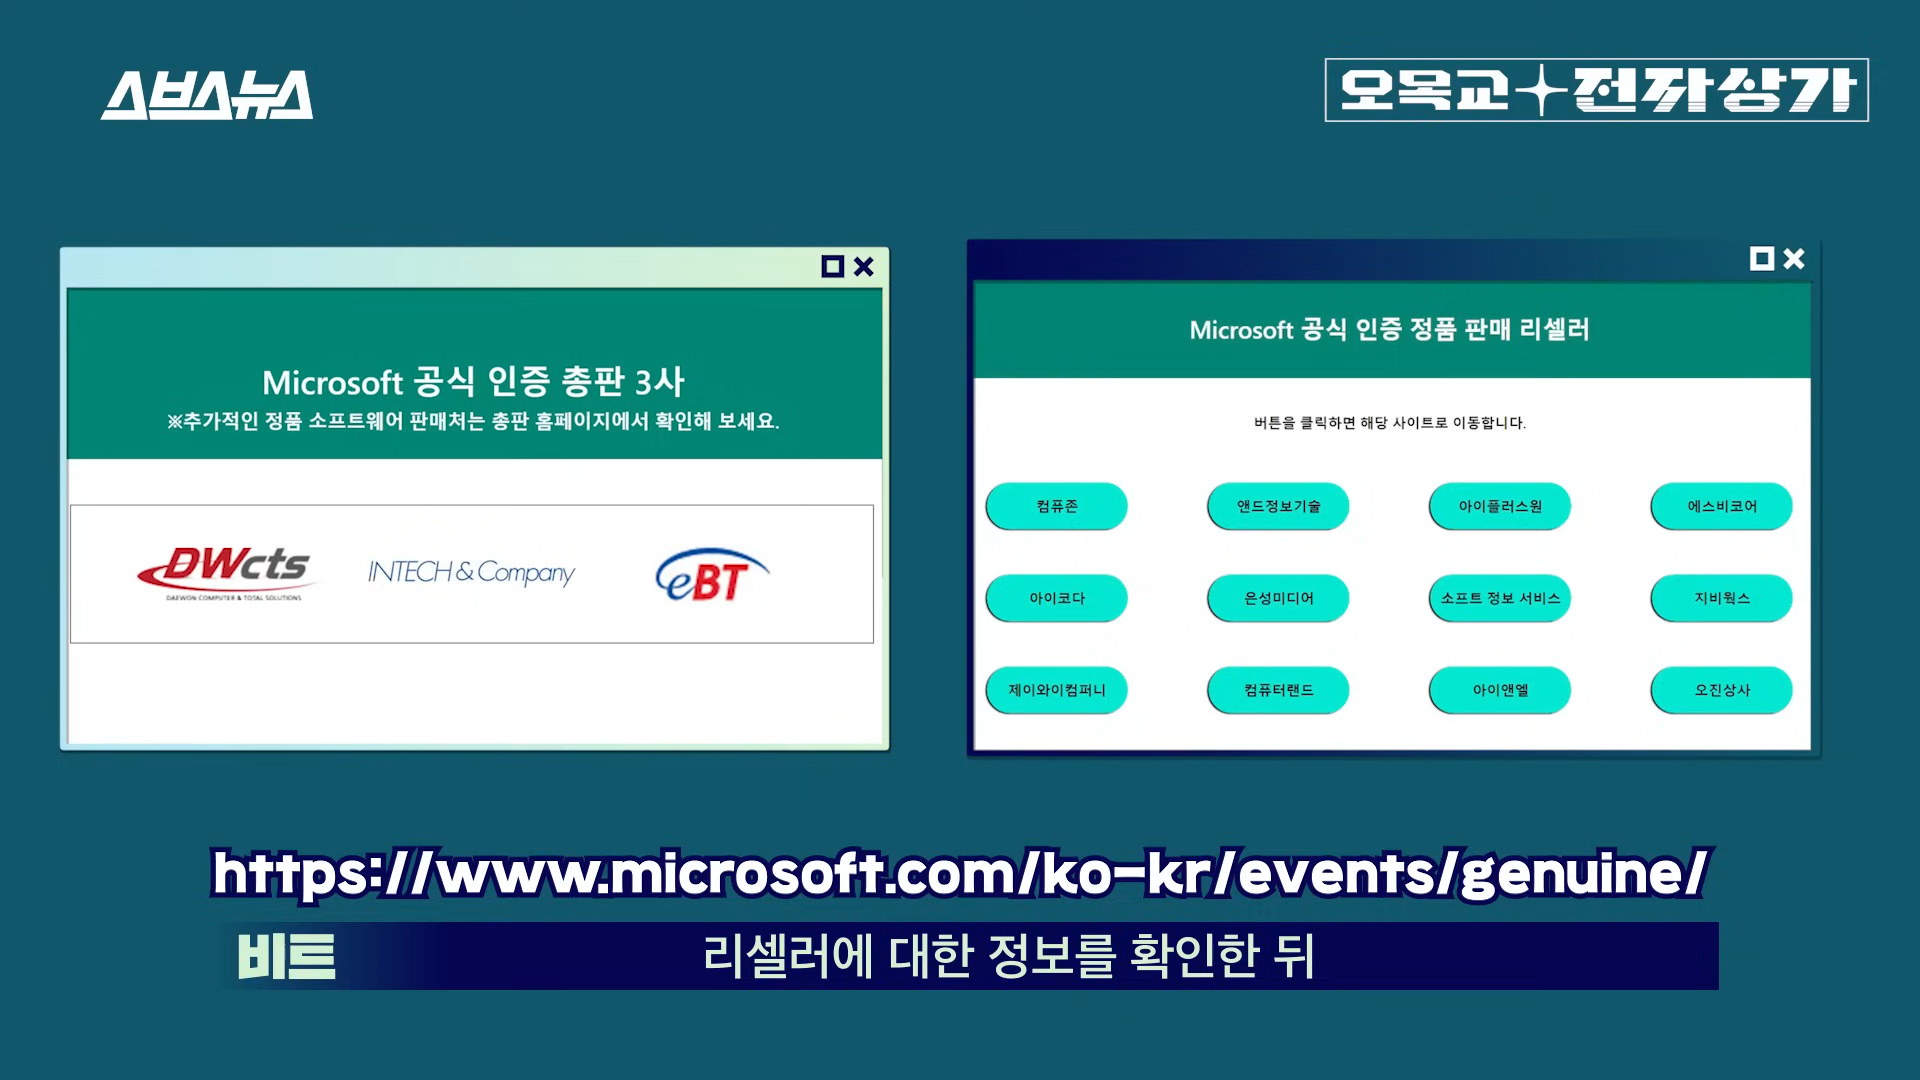 스브스뉴스
오목교 전자상가
Microsoft 공식 인증 총판 3사
※추가적인 정품 소프트웨어 판매처는 총판 홈페이지에서 확인해 보세요.
DWcts
DAEWON COMPUTER & TOTAL SOLUTIONS
INTECH & Company
eBT
Microsoft 공식 인증 정품 판매 리셀러
버튼을 클릭하면 해당 사이트로 이동합니다.
컴퓨존 앤드정보기술 아이플러스원 에스비코어
아이코다 은성미디어 소프트 정보 서비스 지비웍스
제이와이컴퍼니 컴퓨터랜드 아이앤엘 오진상사
https://www.microsoft.com/ko-kr/events/genuine/
비트 리셀러에 대한 정보를 확인한 뒤